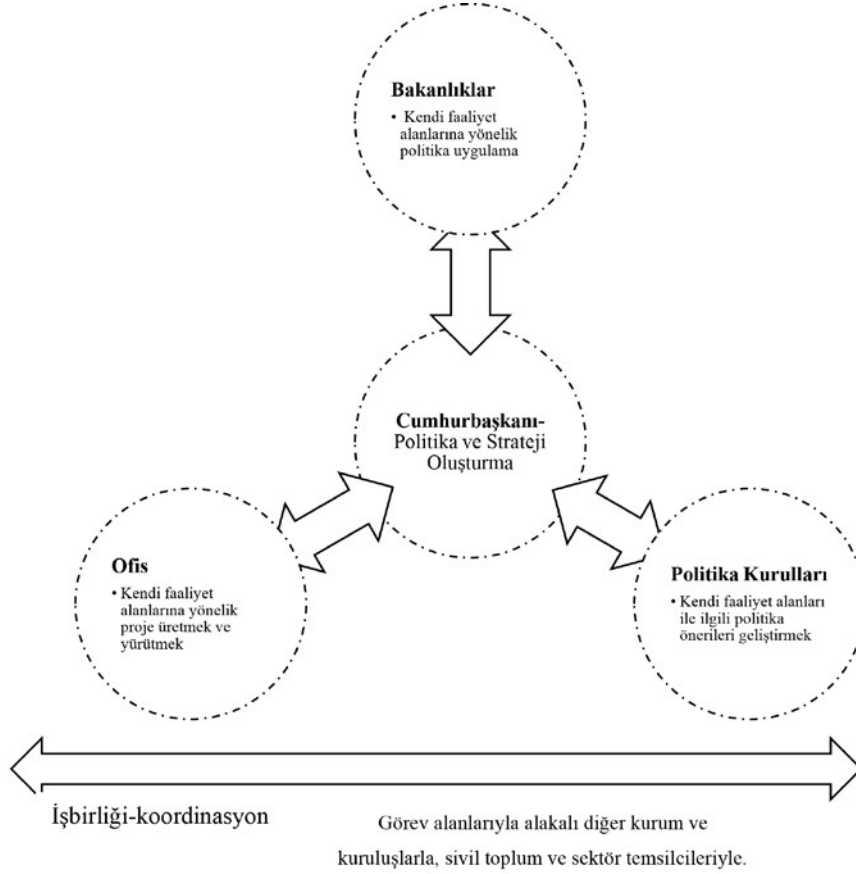 Bakanlıklar
• Kendi faaliyet
alanlarına yönelik
politika uygulama
Cumhurbaşkanı-
Politika ve Strateji
Oluşturma
Ofis
• Kendi faaliyet
alanlarına yönelik
proje üretmek ve
yürütmek
Politika Kurulları
• Kendi faaliyet alanları
ile ilgili politika
önerileri geliştirmek
İşbirliği-koordinasyon
Görev alanlarıyla alakalı diğer kurum ve
kuruluşlarla, sivil toplum ve sektör temsilcileriyle.